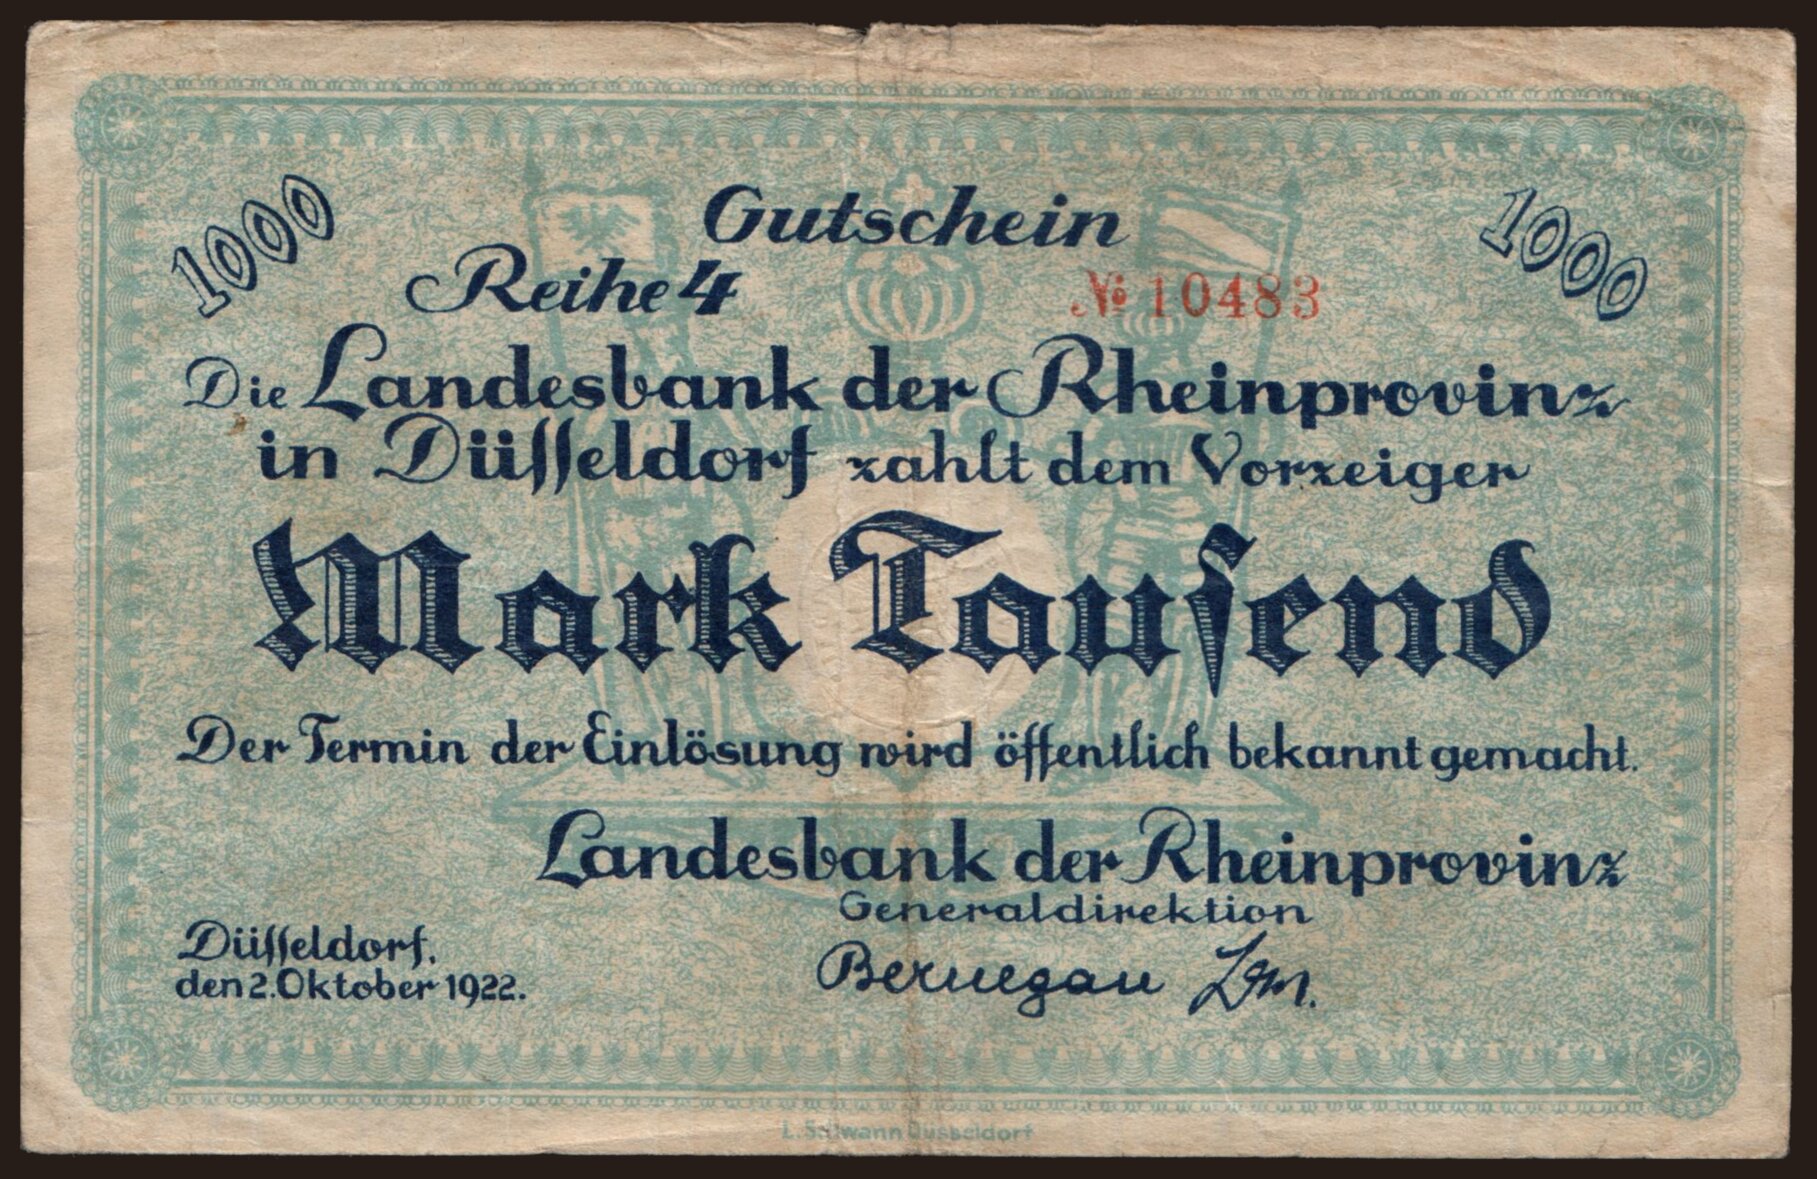 1000 Gutschein 1000
Reihe 4 № 10483
Die Landesbank der Rheinprovinz
in Düſſeldorf zahlt dem Vorzeiger
Mark Tauſend
Der Termin der Einlösung wird öffentlich bekannt gemacht.
Landesbank der Rheinprovinz
Generaldirektion
Düſſeldorf,
den 2. Oktober 1922.
Bernegau
Düsseldorf